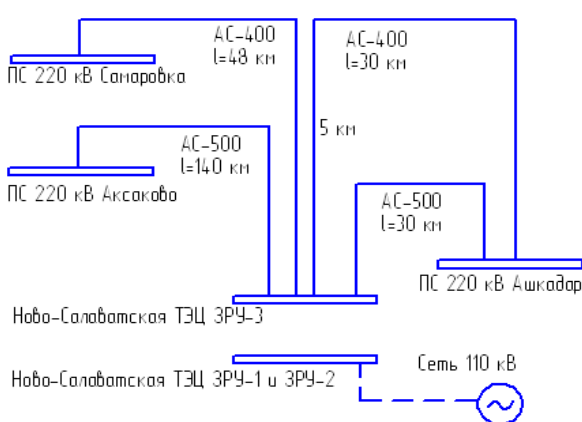 АС-400
l=48 км
АС-400
l=30 км
ПС 220 кВ Самаровка
5 км
АС-500
l=140 км
ПС 220 кВ Аксаково
АС-500
l=30 км
ПС 220 кВ Ашкадар
Ново-Салаватская ТЭЦ ЗРУ-3
Сеть 110 кВ
Ново-Салаватская ТЭЦ ЗРУ-1 и ЗРУ-2